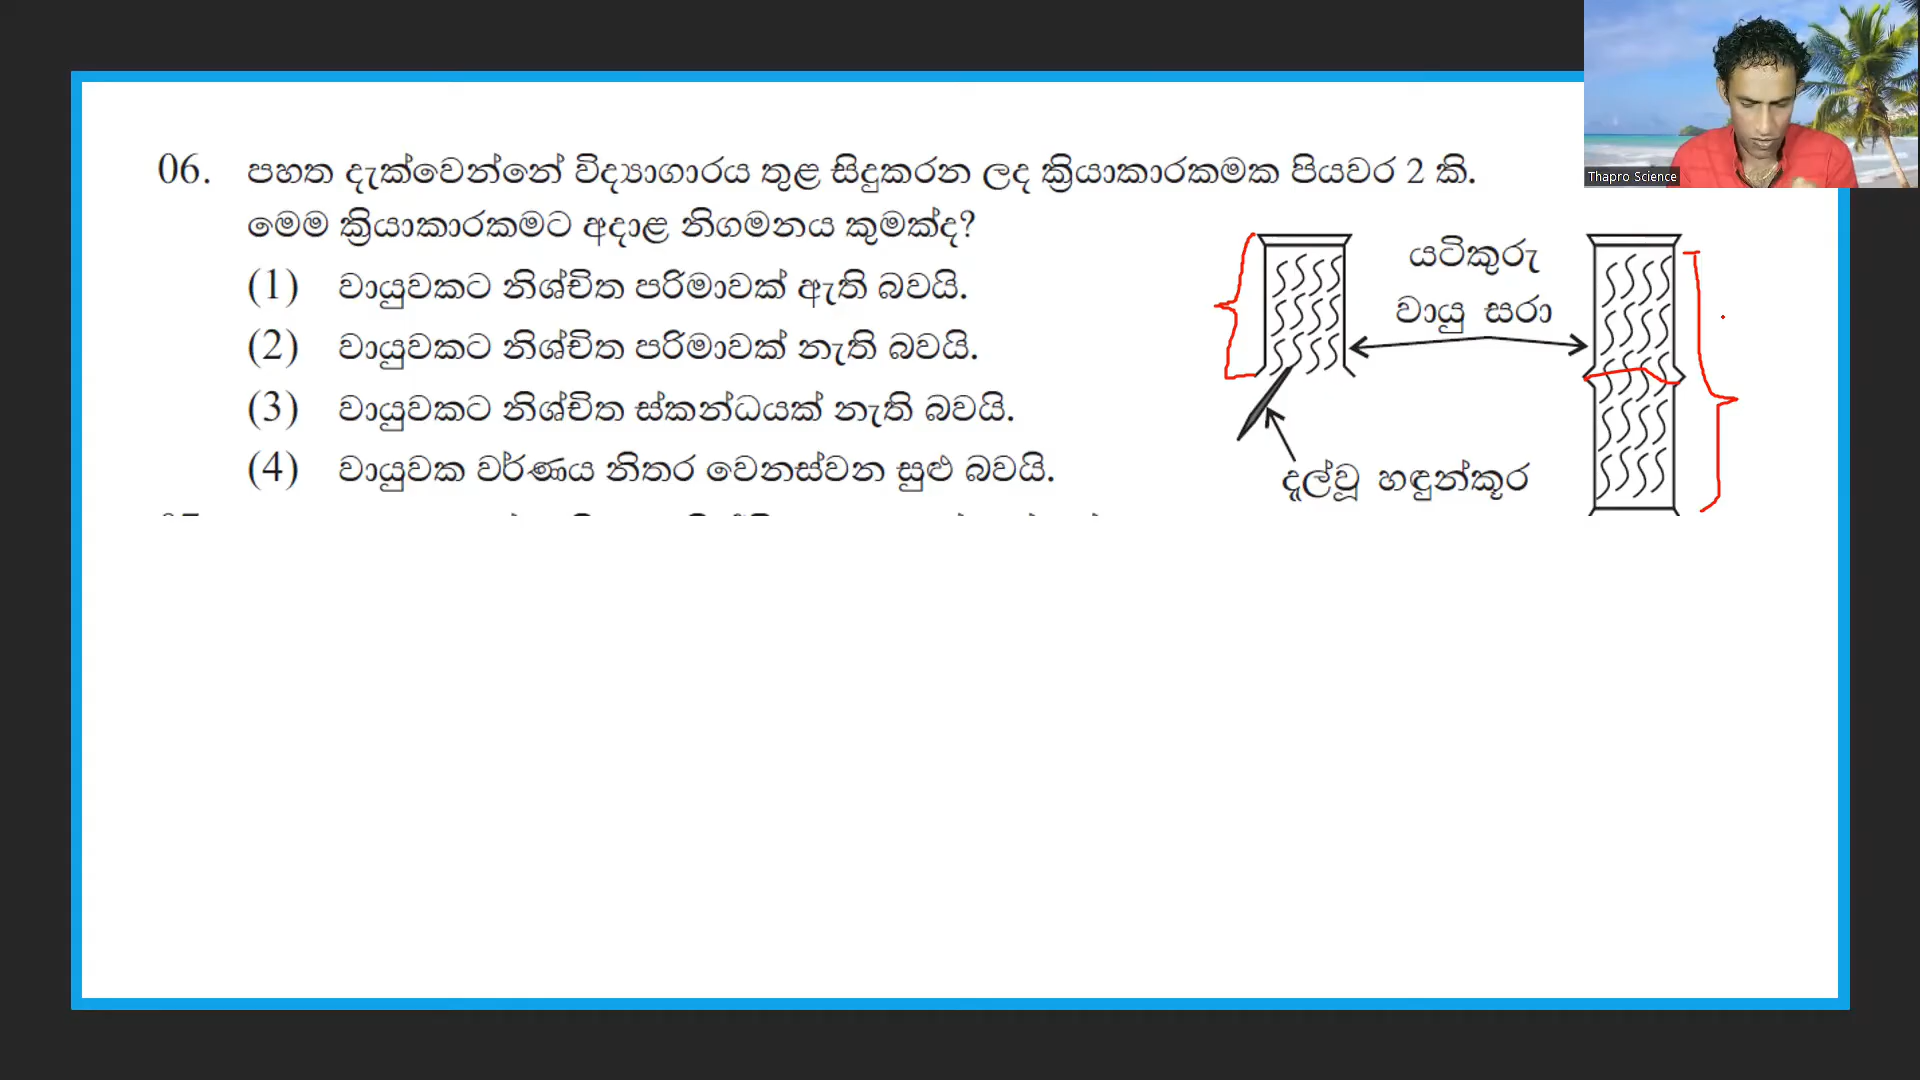 Thapro Science
06. පහත දැක්වෙන්නේ විද්‍යාගාරය තුළ සිදුකරන ලද ක්‍රියාකාරකමක පියවර 2 කි.
මෙම ක්‍රියාකාරකමට අදාළ නිගමනය කුමක්ද?
(1) වායුවකට නිශ්චිත පරිමාවක් ඇති බවයි.
(2) වායුවකට නිශ්චිත පරිමාවක් නැති බවයි.
(3) වායුවකට නිශ්චිත ස්කන්ධයක් නැති බවයි.
(4) වායුවක වර්ණය නිතර වෙනස්වන සුළු බවයි.
යටිකුරු
වායු සරා
දැල්වූ හඳුන්කූර